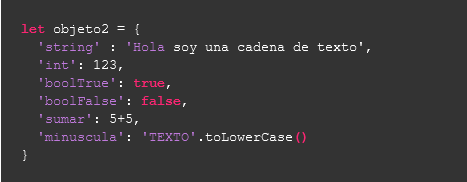 let objeto2 = {
'string' : 'Hola soy una cadena de texto',
'int': 123,
'boolTrue': true,
'boolFalse': false,
'sumar': 5+5,
'minuscula': 'TEXTO'.toLowerCase()
}